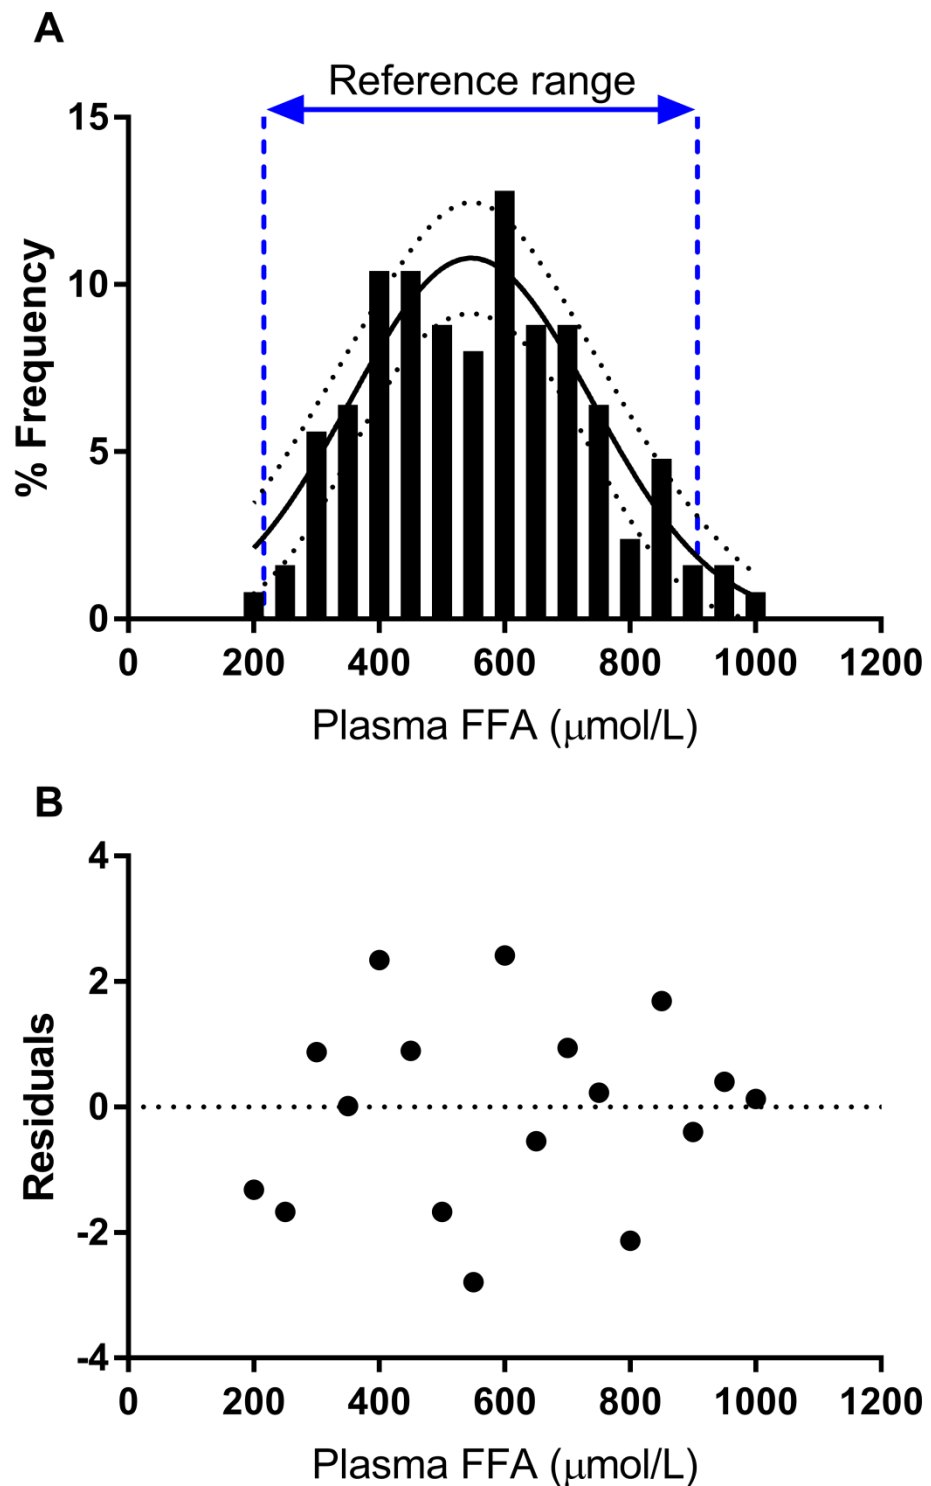 A
Reference range
15
10
5
0
% Frequency
0 200 400 600 800 1000 1200
Plasma FFA (μmol/L)
B
4
2
0
-2
-4
Residuals
0 200 400 600 800 1000 1200
Plasma FFA (μmol/L)